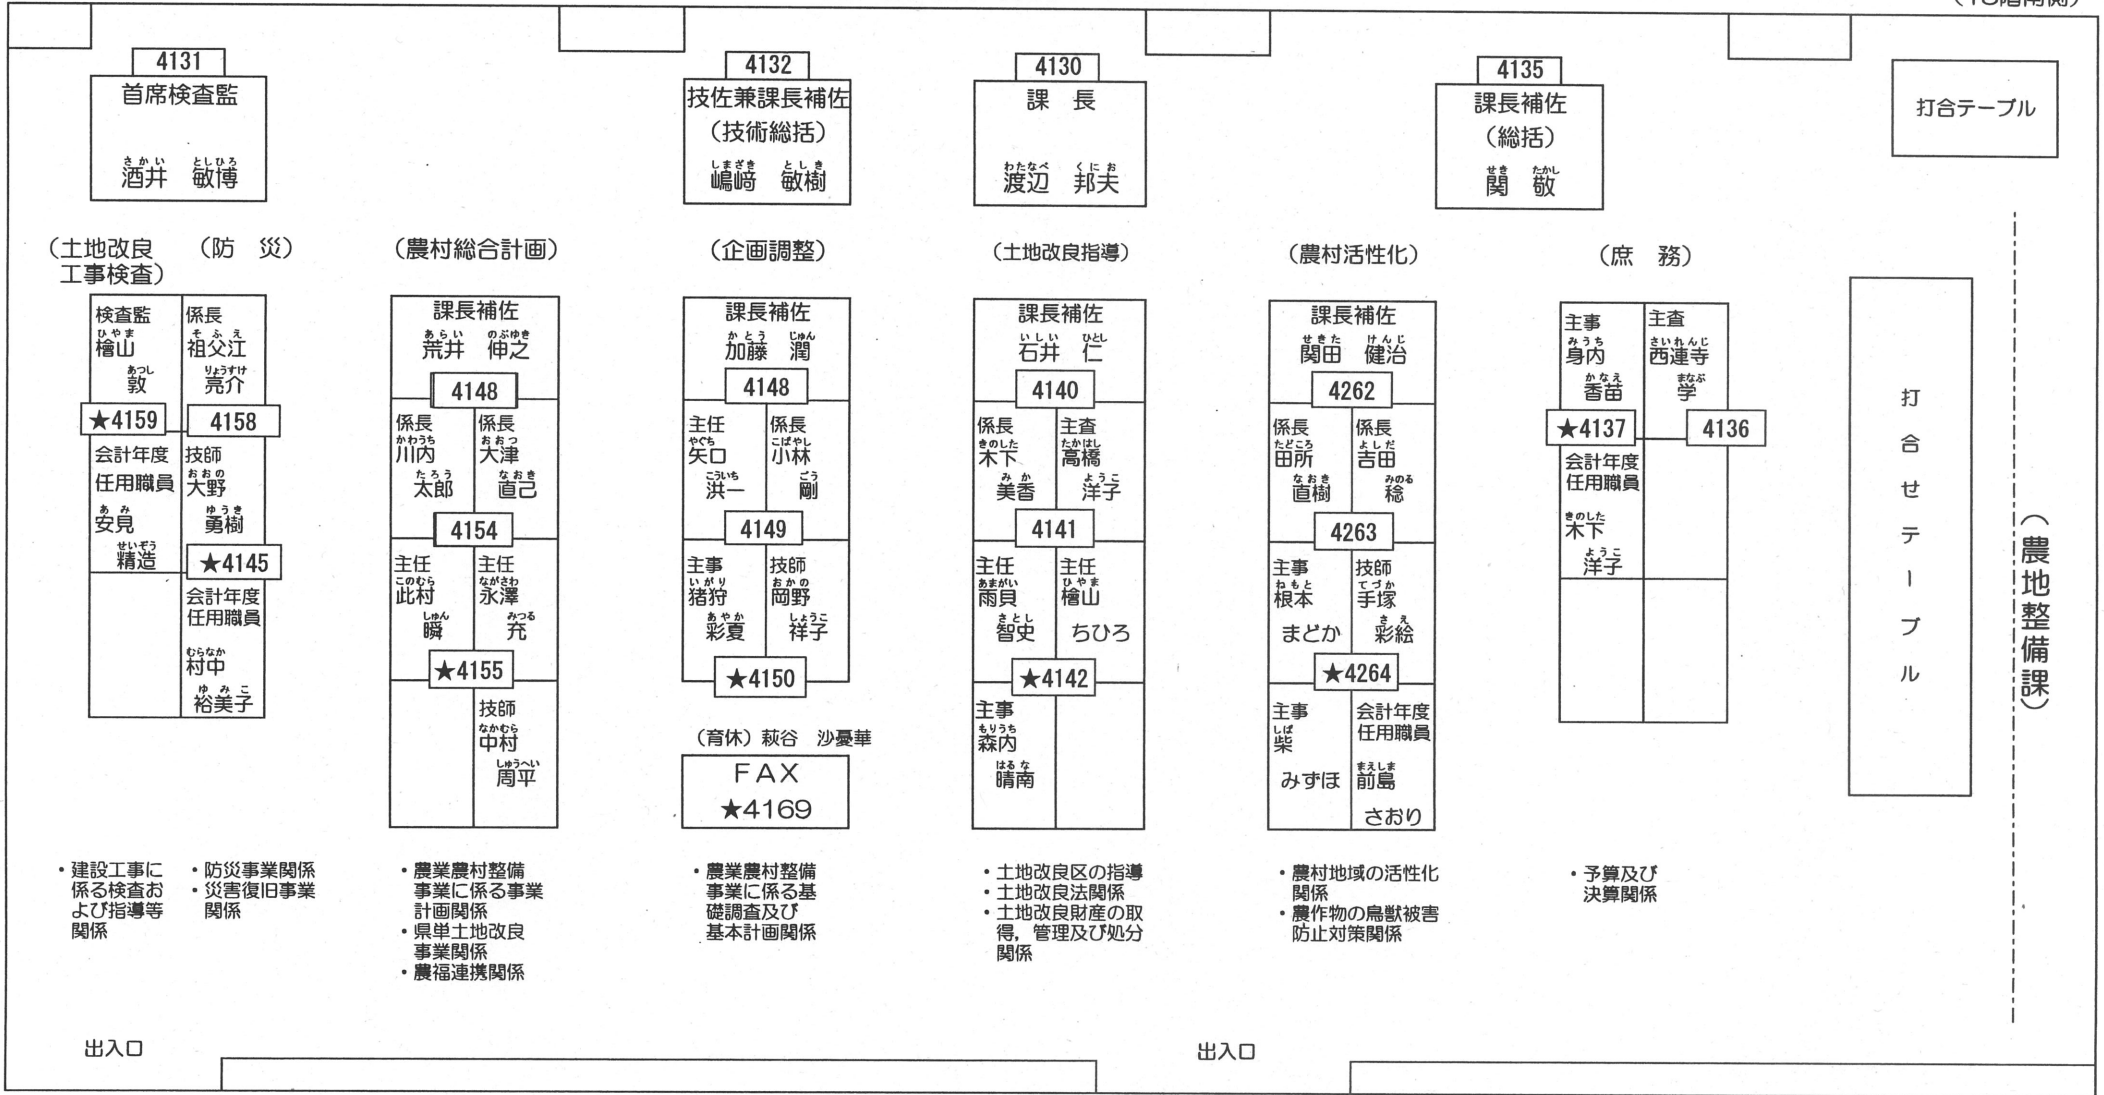 4131
首席検査監
さかい としひろ
酒井 敏博
4132
技佐兼課長補佐
（技術総括）
しまざき としき
嶋﨑 敏樹
4130
課 長
わたなべ くにお
渡辺 邦夫
4135
課長補佐
（総括）
せき たかし
関 敬
打合テーブル
（土地改良
工事検査）
検査監
ひやま
檜山
あつし
敦
★4159
会計年度
任用職員
あみ
安見
せいぞう
精造
（防 災）
係長
そふえ
祖父江
りょうすけ
亮介
4158
技師
おおの
大野
ゆうき
勇樹
★4145
会計年度
任用職員
むらなか
村中
ゆみこ
裕美子
（農村総合計画）
課長補佐
あらい のぶゆき
荒井 伸之
4148
係長
かわうち
川内
たろう
太郎
係長
おおつ
大津
なおき
直己
4154
主任
このむら
此村
しゅん
瞬
主任
ながさわ
永澤
みつる
充
★4155
技師
なかむら
中村
しゅうへい
周平
（企画調整）
課長補佐
かとう じゅん
加藤 潤
4148
主任
やぐち
矢口
こういち
洪一
係長
こばやし
小林
ごう
剛
4149
主事
いがり
猪狩
あやか
彩夏
技師
おかの
岡野
しょうこ
祥子
★4150
（育休）萩谷 沙憂華
ＦＡＸ
★4169
（土地改良指導）
課長補佐
いしい ひとし
石井 仁
4140
係長
きのした
木下
みか
美香
主査
たかはし
高橋
ようこ
洋子
4141
主任
あまがい
雨貝
さとし
智史
主任
ひやま
檜山
ちひろ
★4142
主事
もりうち
森内
はるな
晴南
（農村活性化）
課長補佐
せきた けんじ
関田 健治
4262
係長
たどころ
田所
なおき
直樹
係長
よしだ
吉田
みのる
稔
4263
主事
ねもと
根本
まどか
技師
てづか
手塚
さえ
彩絵
★4264
主事
しば
柴
みずほ
会計年度
任用職員
まえしま
前島
さおり
（庶 務）
主事
みうち
身内
かなえ
香苗
主査
さいれんじ
西連寺
まなぶ
学
★4137
4136
会計年度
任用職員
きのした
木下
ようこ
洋子
打合せテーブル
（農地整備課）
・建設工事に
係る検査お
よび指導等
関係
・防災事業関係
・災害復旧事業
関係
・農業農村整備
事業に係る事業
計画関係
・県単土地改良
事業関係
・農福連携関係
・農業農村整備
事業に係る基
礎調査及び
基本計画関係
・土地改良区の指導
・土地改良法関係
・土地改良財産の取
得，管理及び処分
関係
・農村地域の活性化
関係
・農作物の鳥獣被害
防止対策関係
・予算及び
決算関係
出入口
出入口